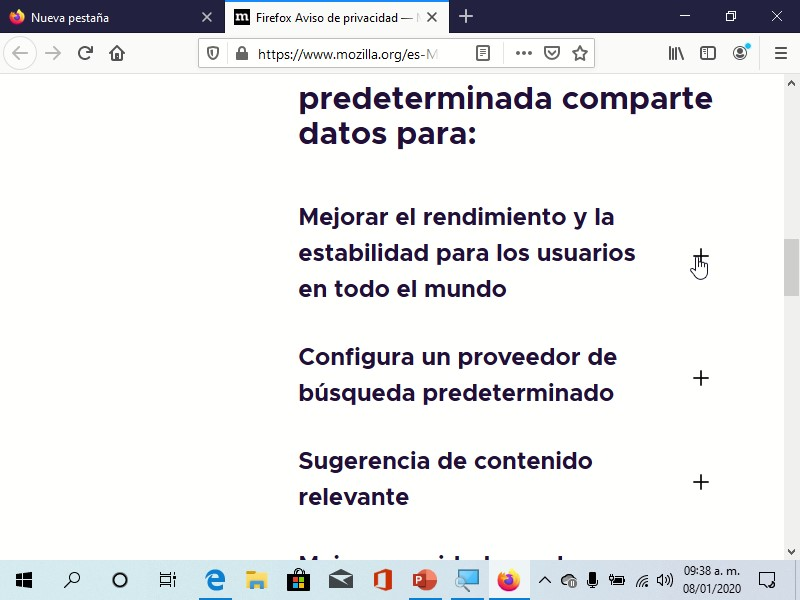 Nueva pestaña
Firefox Aviso de privacidad —
https://www.mozilla.org/es-M
predeterminada comparte
datos para:
Mejorar el rendimiento y la
estabilidad para los usuarios
en todo el mundo
Configura un proveedor de
búsqueda predeterminado
Sugerencia de contenido
relevante
09:38 a. m.
08/01/2020